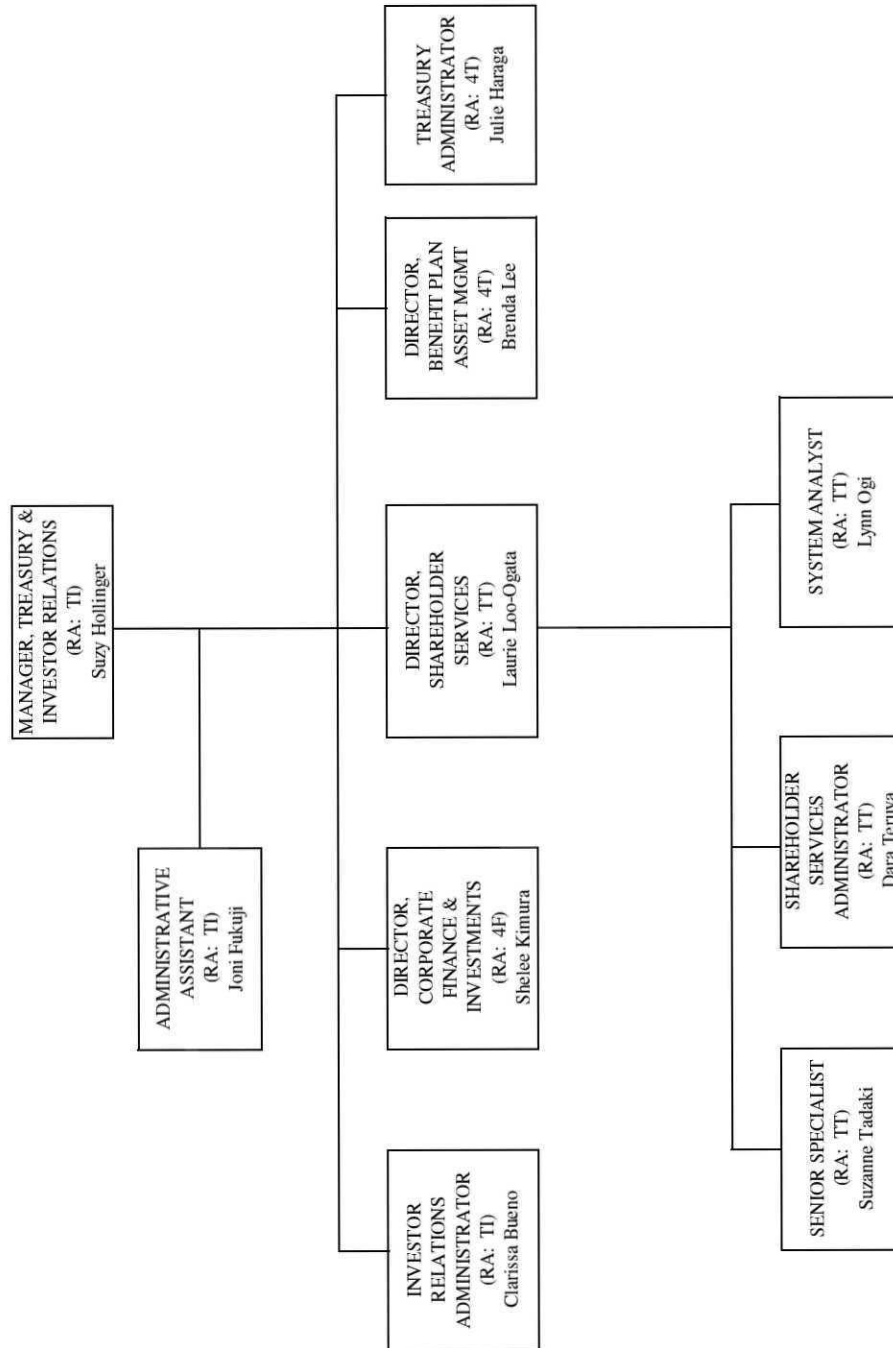 MANAGER, TREASURY &
INVESTOR RELATIONS
(RA: TI)
Suzy Hollinger
ADMINISTRATIVE
ASSISTANT
(RA: TI)
Joni Fukuji
INVESTOR
RELATIONS
ADMINISTRATOR
(RA: TI)
Clarissa Bueno
DIRECTOR,
CORPORATE
FINANCE &
INVESTMENTS
(RA: 4F)
Shelee Kimura
DIRECTOR,
SHAREHOLDER
SERVICES
(RA: TT)
Laurie Loo-Ogata
DIRECTOR,
BENEFIT PLAN
ASSET MGMT
(RA: 4T)
Brenda Lee
TREASURY
ADMINISTRATOR
(RA: 4T)
Julie Haraga
SENIOR SPECIALIST
(RA: TT)
Suzanne Tadaki
SHAREHOLDER
SERVICES
ADMINISTRATOR
(RA: TT)
Dara Teruya
SYSTEM ANALYST
(RA: TT)
Lynn Ogi